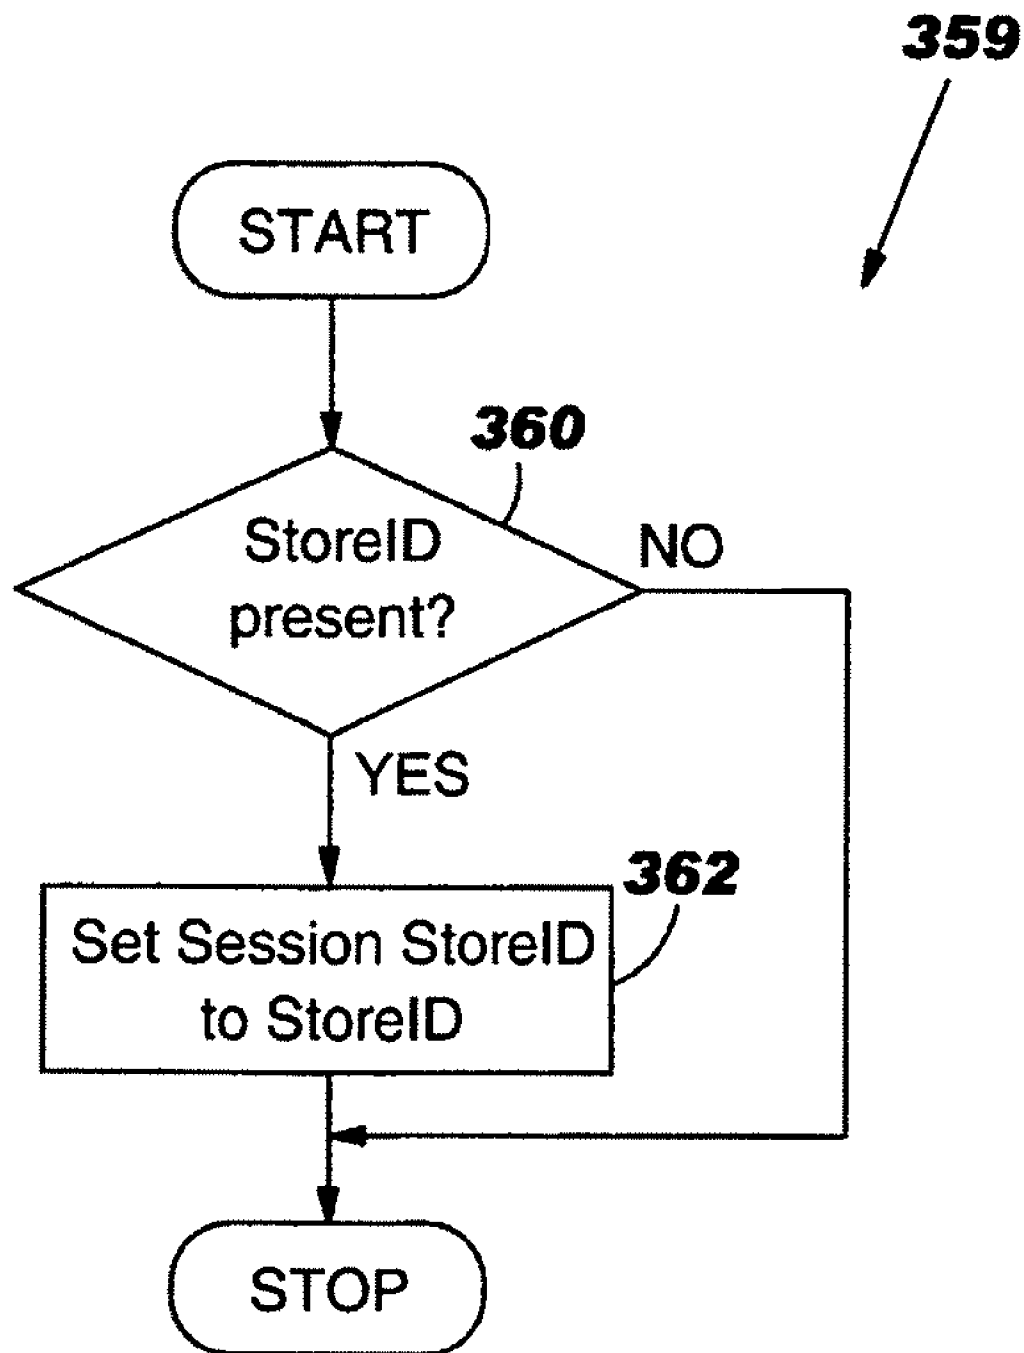 359
START
360
StoreID
present?
NO
YES
362
Set Session StoreID
to StoreID
STOP